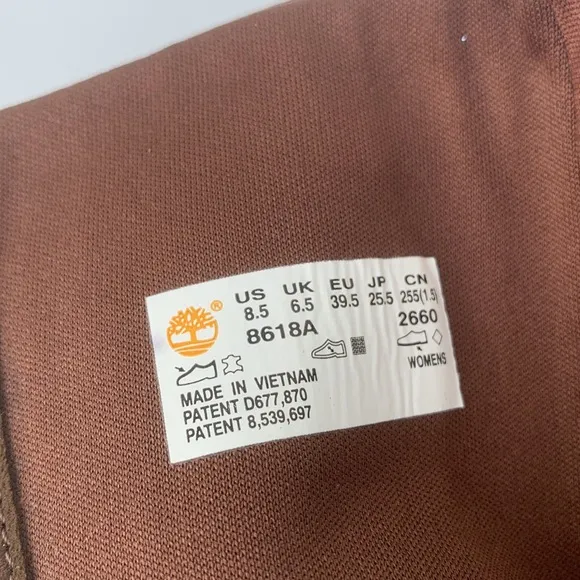 US UK EU JP CN
8.5 6.5 39.5 25.5 255(1.5)
8618A 2660
WOMENS
MADE IN VIETNAM
PATENT D677,870
PATENT 8,539,697
®